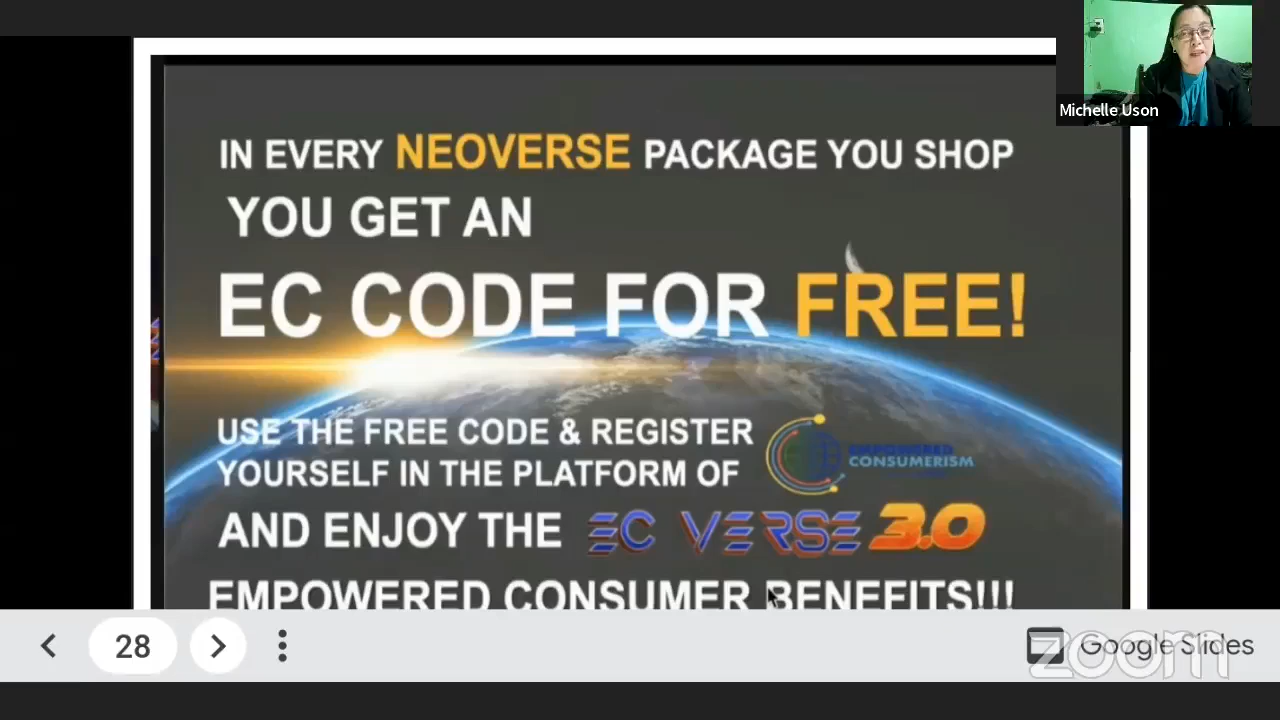 Michelle Uson
IN EVERY NEOVERSE PACKAGE YOU SHOP
YOU GET AN
EC CODE FOR FREE!
USE THE FREE CODE & REGISTER
YOURSELF IN THE PLATFORM OF
EMPOWERED
CONSUMERISM
AND ENJOY THE EC VERSE 3.0
EMPOWERED CONSUMER BENEFITS!!!
28
Google Slides
zoom